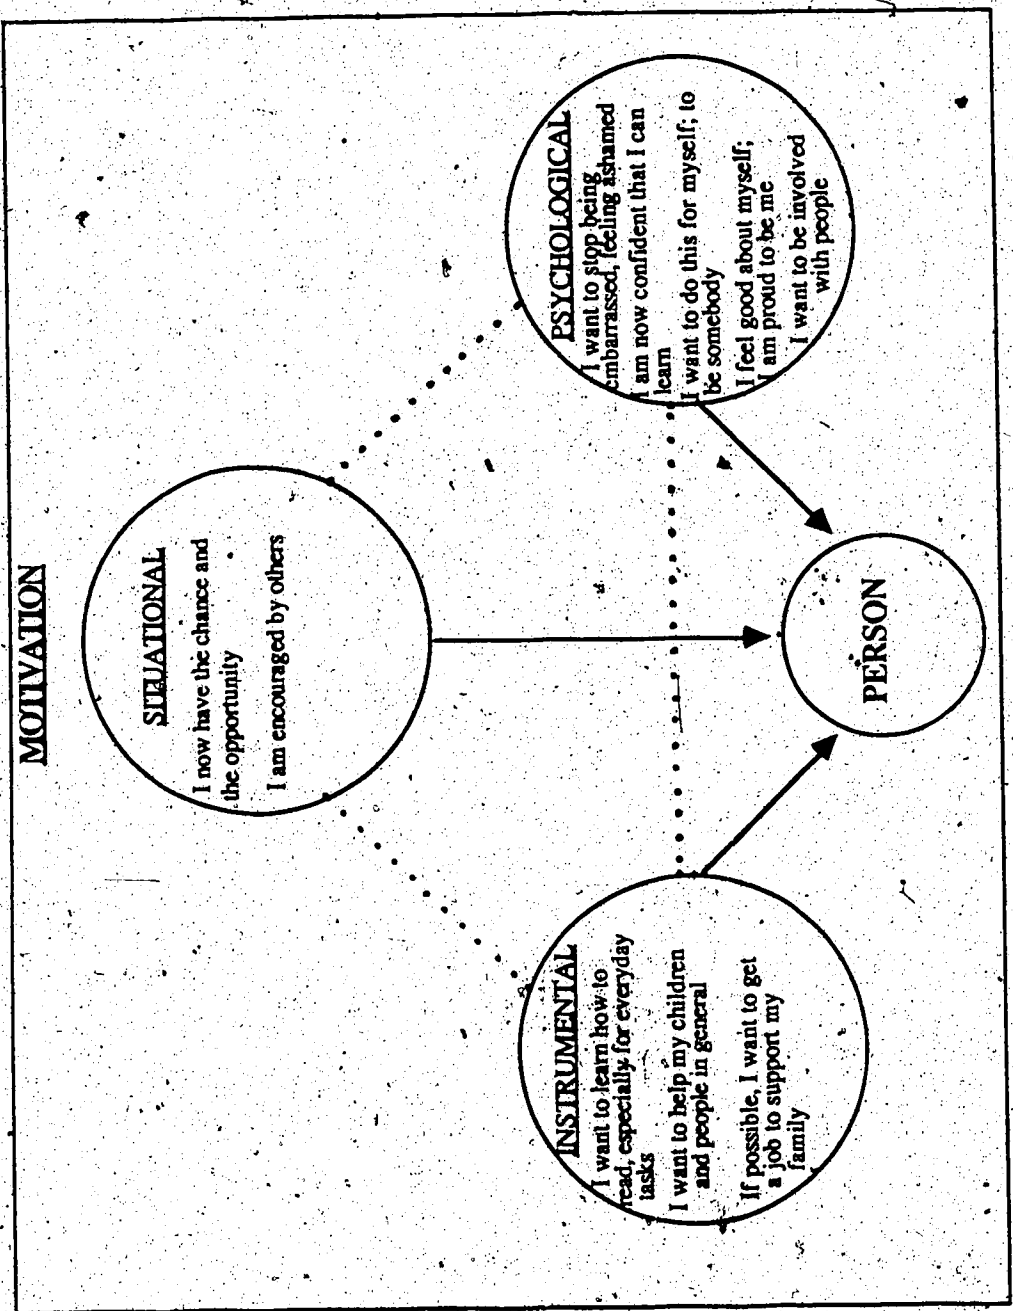 MOTIVATION
SITUATIONAL
I now have the chance and
the opportunity
I am encouraged by others
INSTRUMENTAL
I want to learn how to
read, especially for everyday
tasks
I want to help my children
and people in general
If possible, I want to get
a job to support my
family
PSYCHOLOGICAL
I want to stop being
embarrassed, feeling ashamed
I am now confident that I can
learn
I want to do this for myself; to
be somebody
I feel good about myself;
I am proud to be me
I want to be involved
with people
PERSON